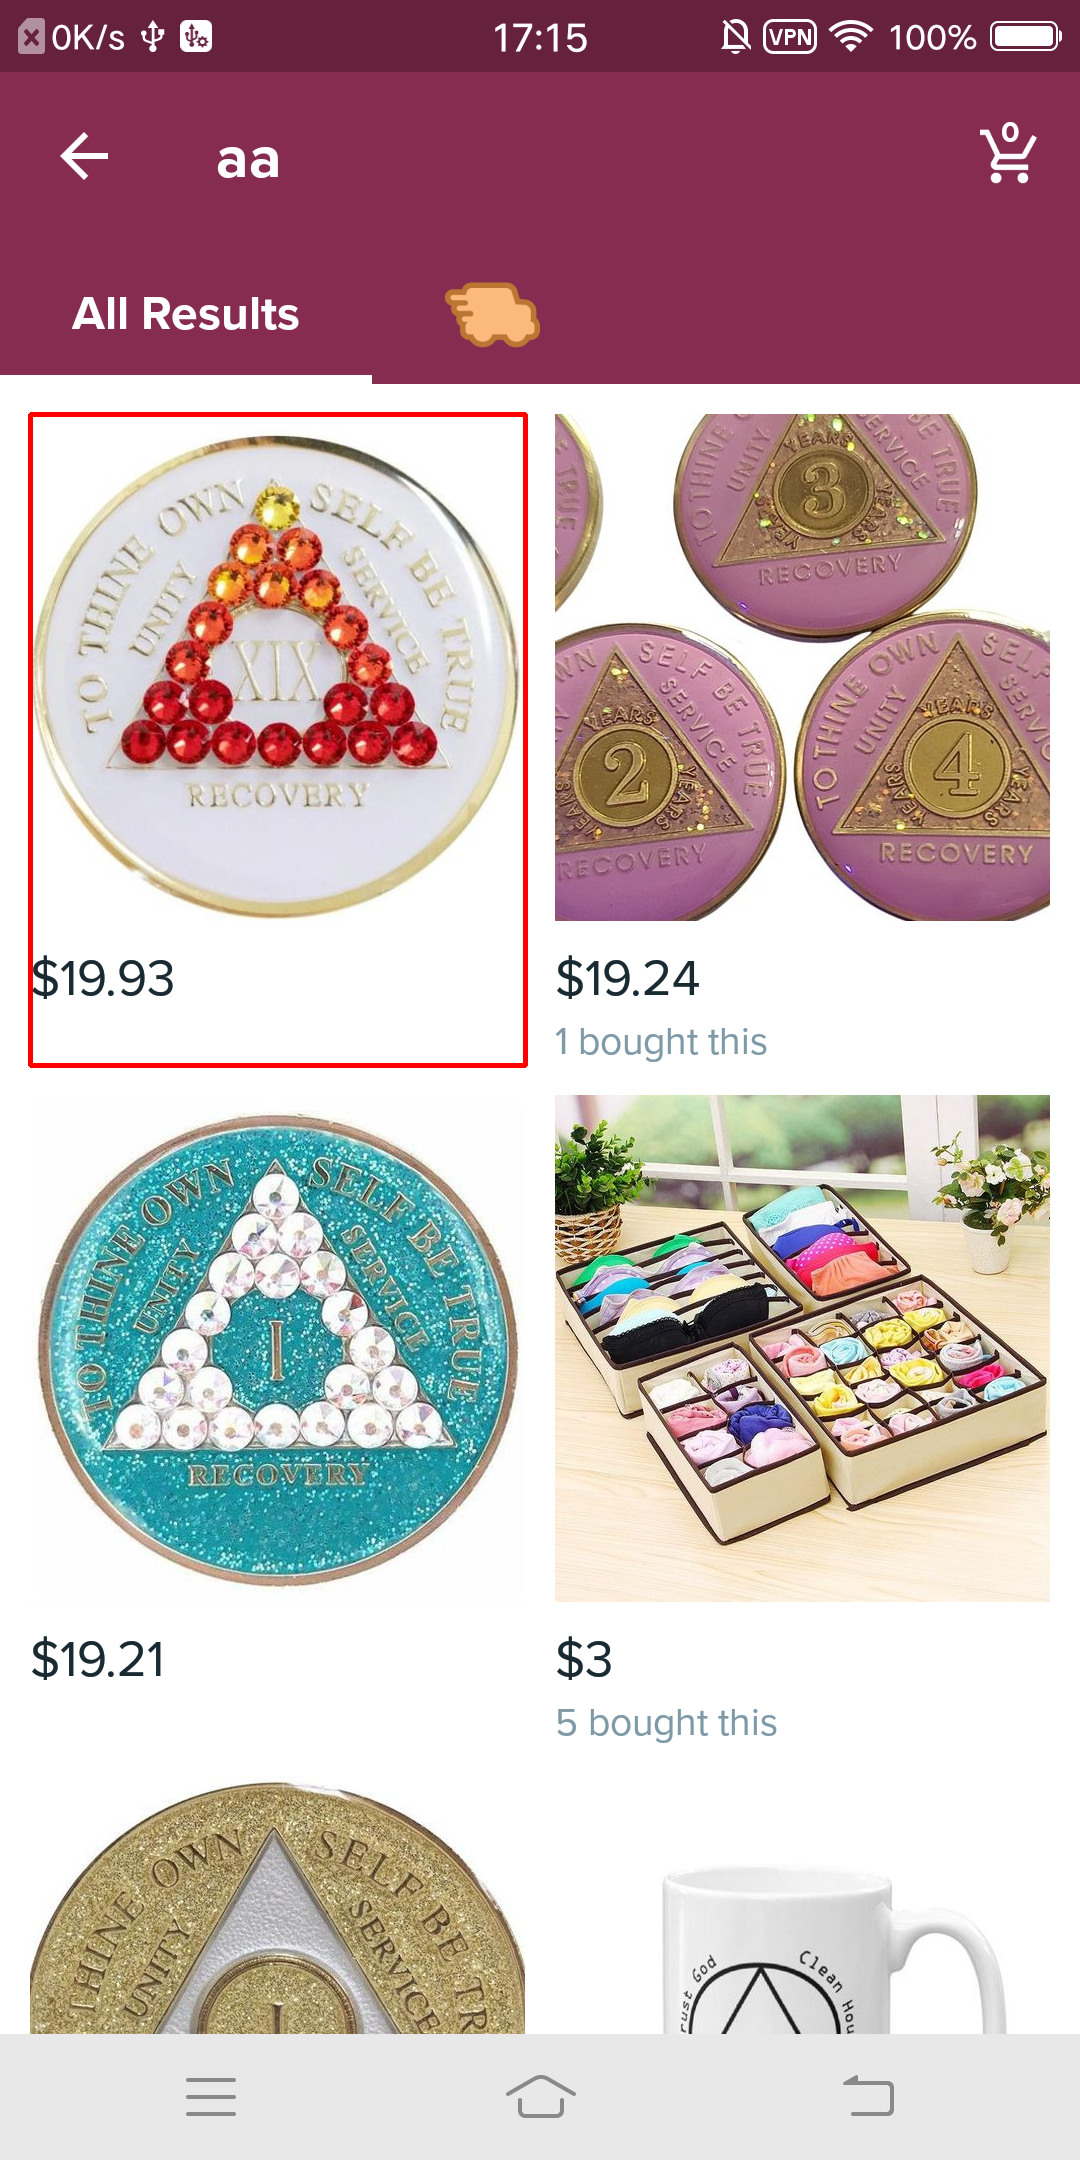 0K/s
17:15
VPN
100%
aa
0
All Results
TO THINE OWN SELF BE TRUE
UNITY
SERVICE
XIX
RECOVERY
$19.93
TO THINE
UNITY
YEARS
SERVICE
BE TRUE
3
YEARS
YEARS
RECOVERY
WN SELF BE TRUE
SERVICE
YEARS
2
YEARS
YEARS
RECOVERY
TO THINE OWN SELF
UNITY
SERVICE
YEARS
4
YEARS
YEARS
RECOVERY
$19.24
1 bought this
TO THINE OWN SELF BE TRUE
UNITY
SERVICE
I
RECOVERY
$19.21
$3
5 bought this
THINE OWN SELF BE TR
UNITY
SERVICE
I
rust God
Clean Hou